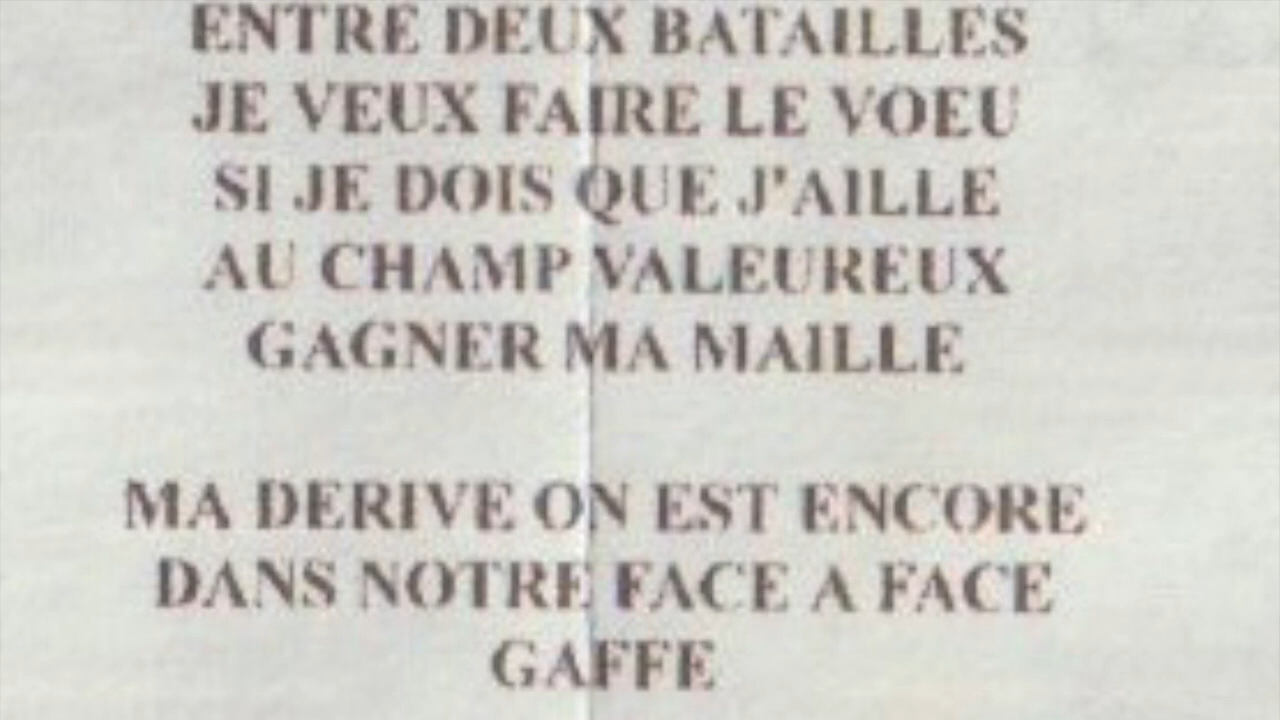 ENTRE DEUX BATAILLES
JE VEUX FAIRE LE VOEU
SI JE DOIS QUE J'AILLE
AU CHAMP VALEUREUX
GAGNER MA MAILLE
MA DERIVE ON EST ENCORE
DANS NOTRE FACE A FACE
GAFFE